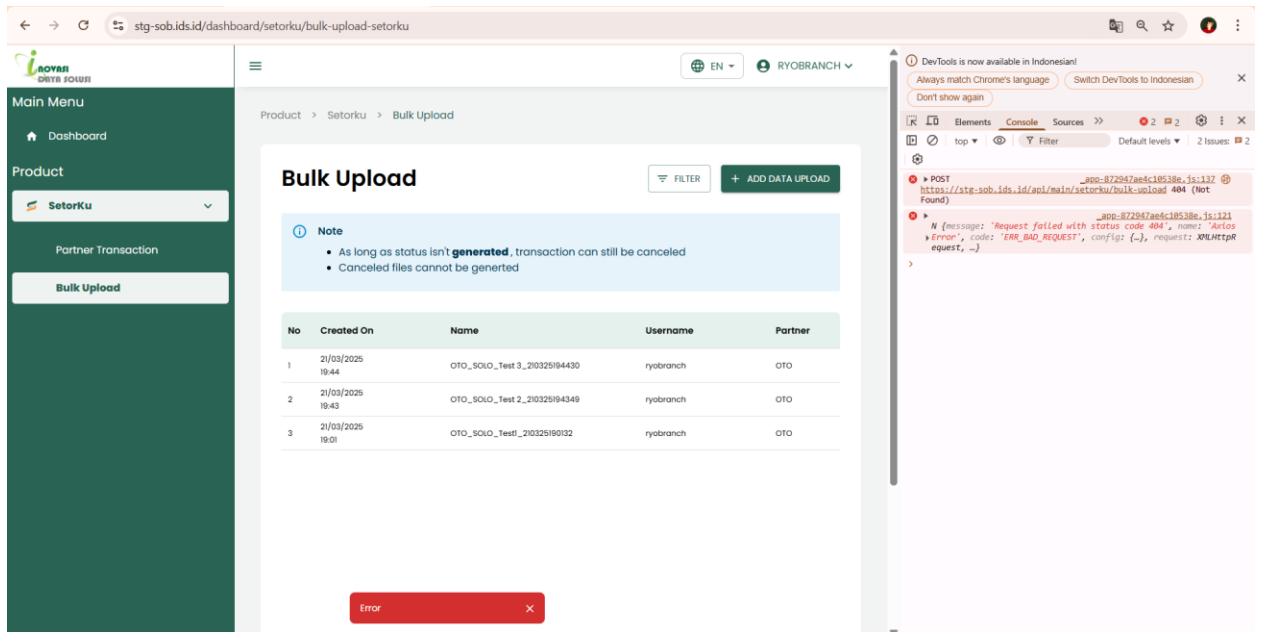 stg-sob.ids.id/dashboard/setorku/bulk-upload-setorku
inovasi
DAYA SOLUSI
Main Menu
Dashboard
Product
SetorKu
Partner Transaction
Bulk Upload
EN
RYOBRANCH
Product > Setorku > Bulk Upload
Bulk Upload
FILTER
+ ADD DATA UPLOAD
Note
• As long as status isn't generated, transaction can still be canceled
• Canceled files cannot be generted
No Created On Name Username Partner
1 21/03/2025 19:44 OTO_SOLO_Test 3_210325194430 ryobranch OTO
2 21/03/2025 19:43 OTO_SOLO_Test 2_210325194349 ryobranch OTO
3 21/03/2025 19:01 OTO_SOLO_Test1_210325190132 ryobranch OTO
Error ×
DevTools is now available in Indonesian!
Always match Chrome's language
Switch DevTools to Indonesian
Don't show again
Elements Console Sources >> 2 2
top Filter Default levels 2 Issues: 2
POST _app-872947ae4c10538e.js:137
https://stg-sob.ids.id/api/main/setorku/bulk-upload 404 (Not
Found)
_app-872947ae4c10538e.js:121
N {message: 'Request failed with status code 404', name: 'Axios
Error', code: 'ERR_BAD_REQUEST', config: {…}, request: XMLHttpR
equest, …}